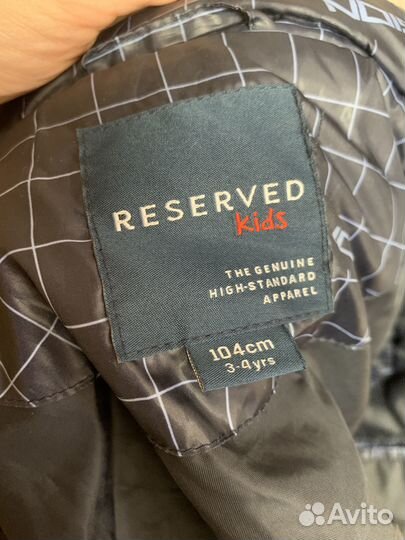 RESERVED
Kids
THE GENUINE
HIGH-STANDARD
APPAREL
104cm
3-4yrs
Avito